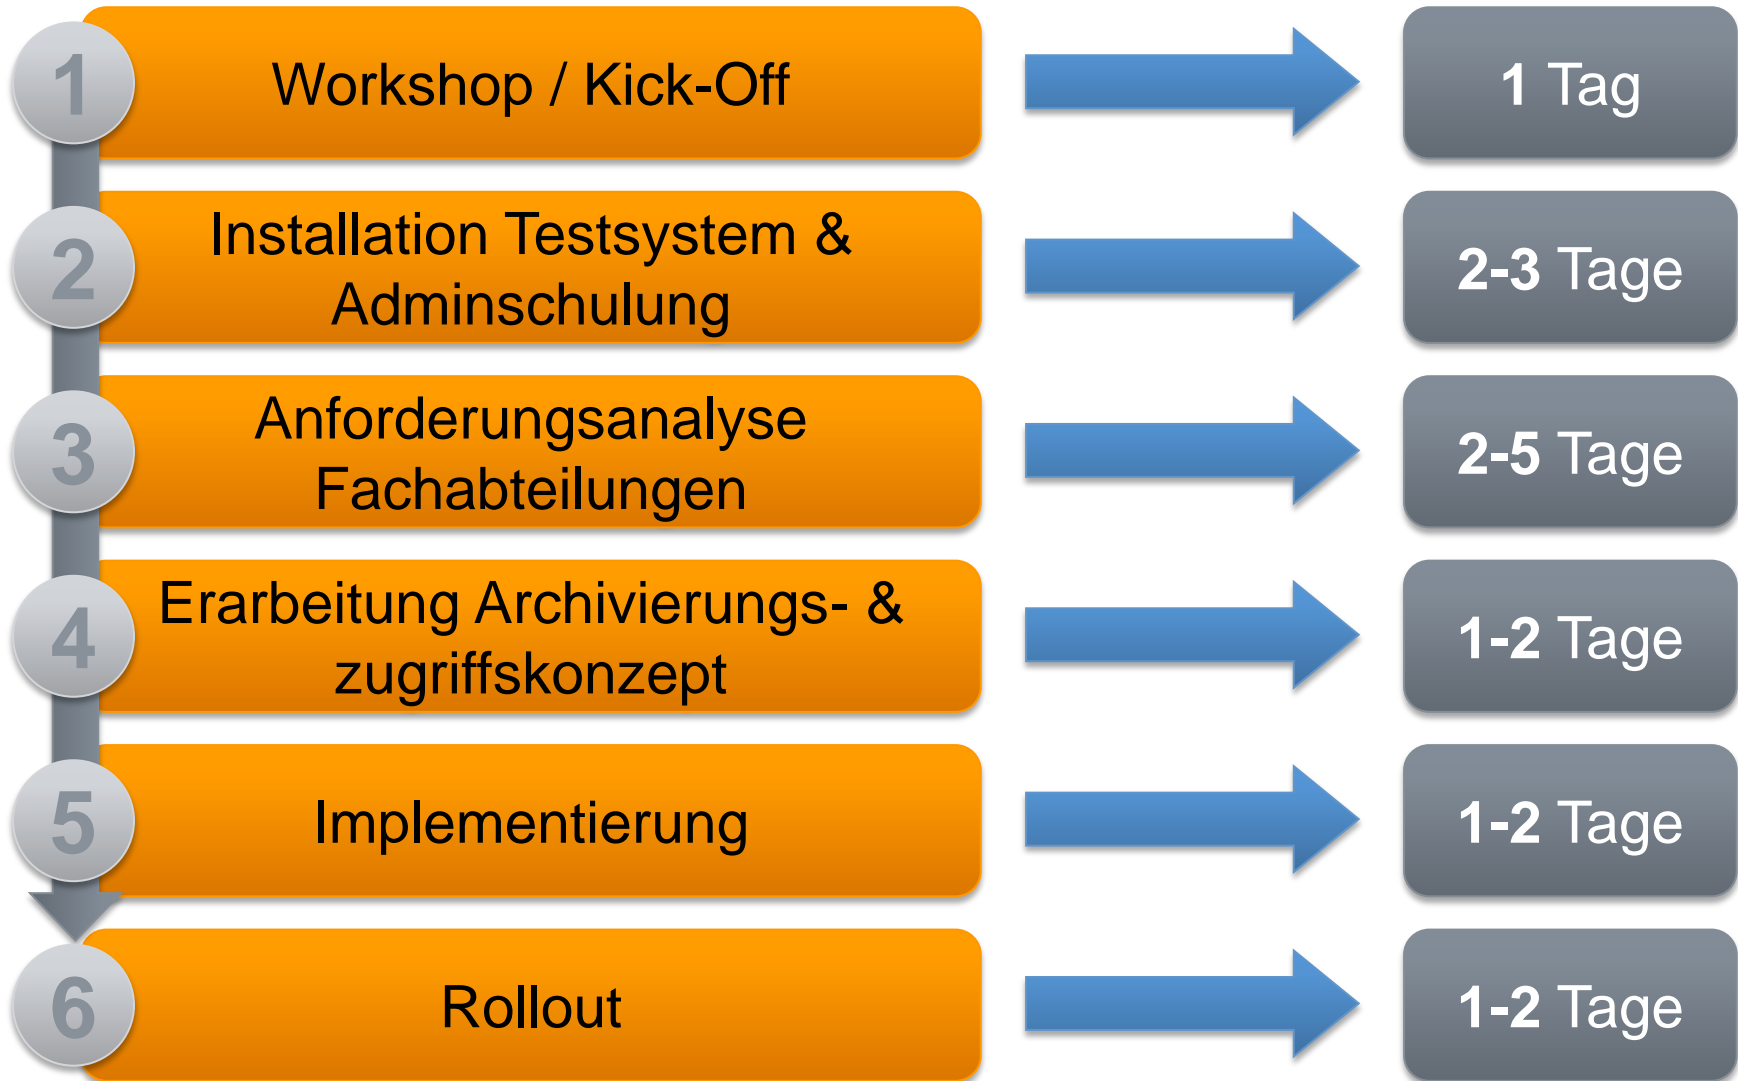 1
Workshop / Kick-Off
1 Tag
2
Installation Testsystem &
Adminschulung
2-3 Tage
3
Anforderungsanalyse
Fachabteilungen
2-5 Tage
4
Erarbeitung Archivierungs- &
zugriffskonzept
1-2 Tage
5
Implementierung
1-2 Tage
6
Rollout
1-2 Tage